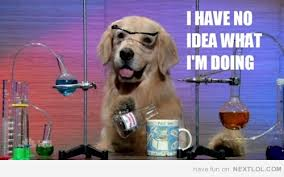 I HAVE NO
IDEA WHAT
I'M DOING
have fun on NEXTLOL.COM